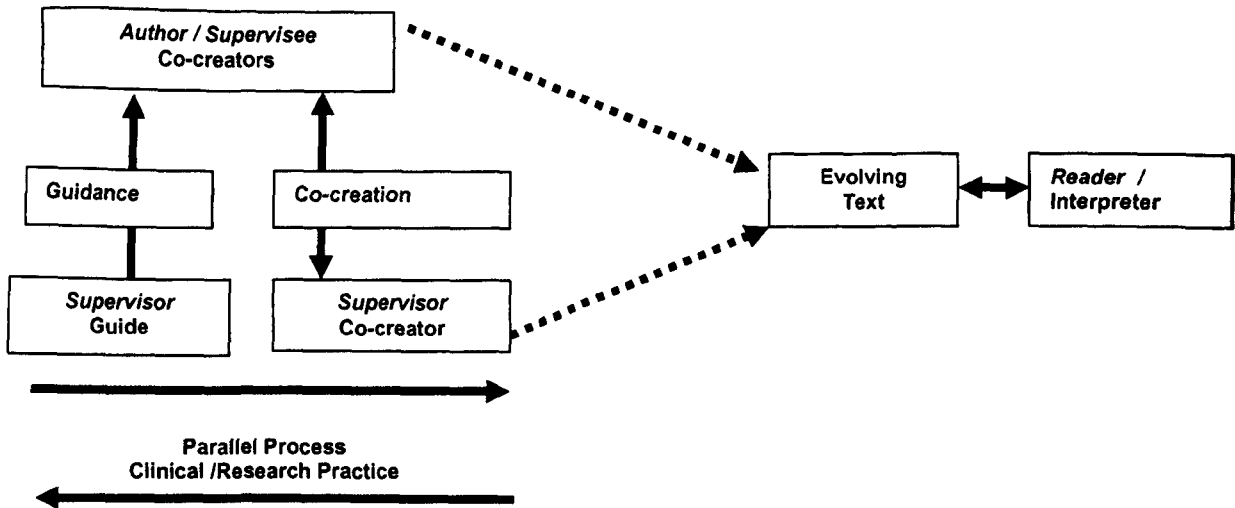 Author / Supervisee
Co-creators
Guidance
Co-creation
Evolving
Text
Reader /
Interpreter
Supervisor
Guide
Supervisor
Co-creator
Parallel Process
Clinical /Research Practice